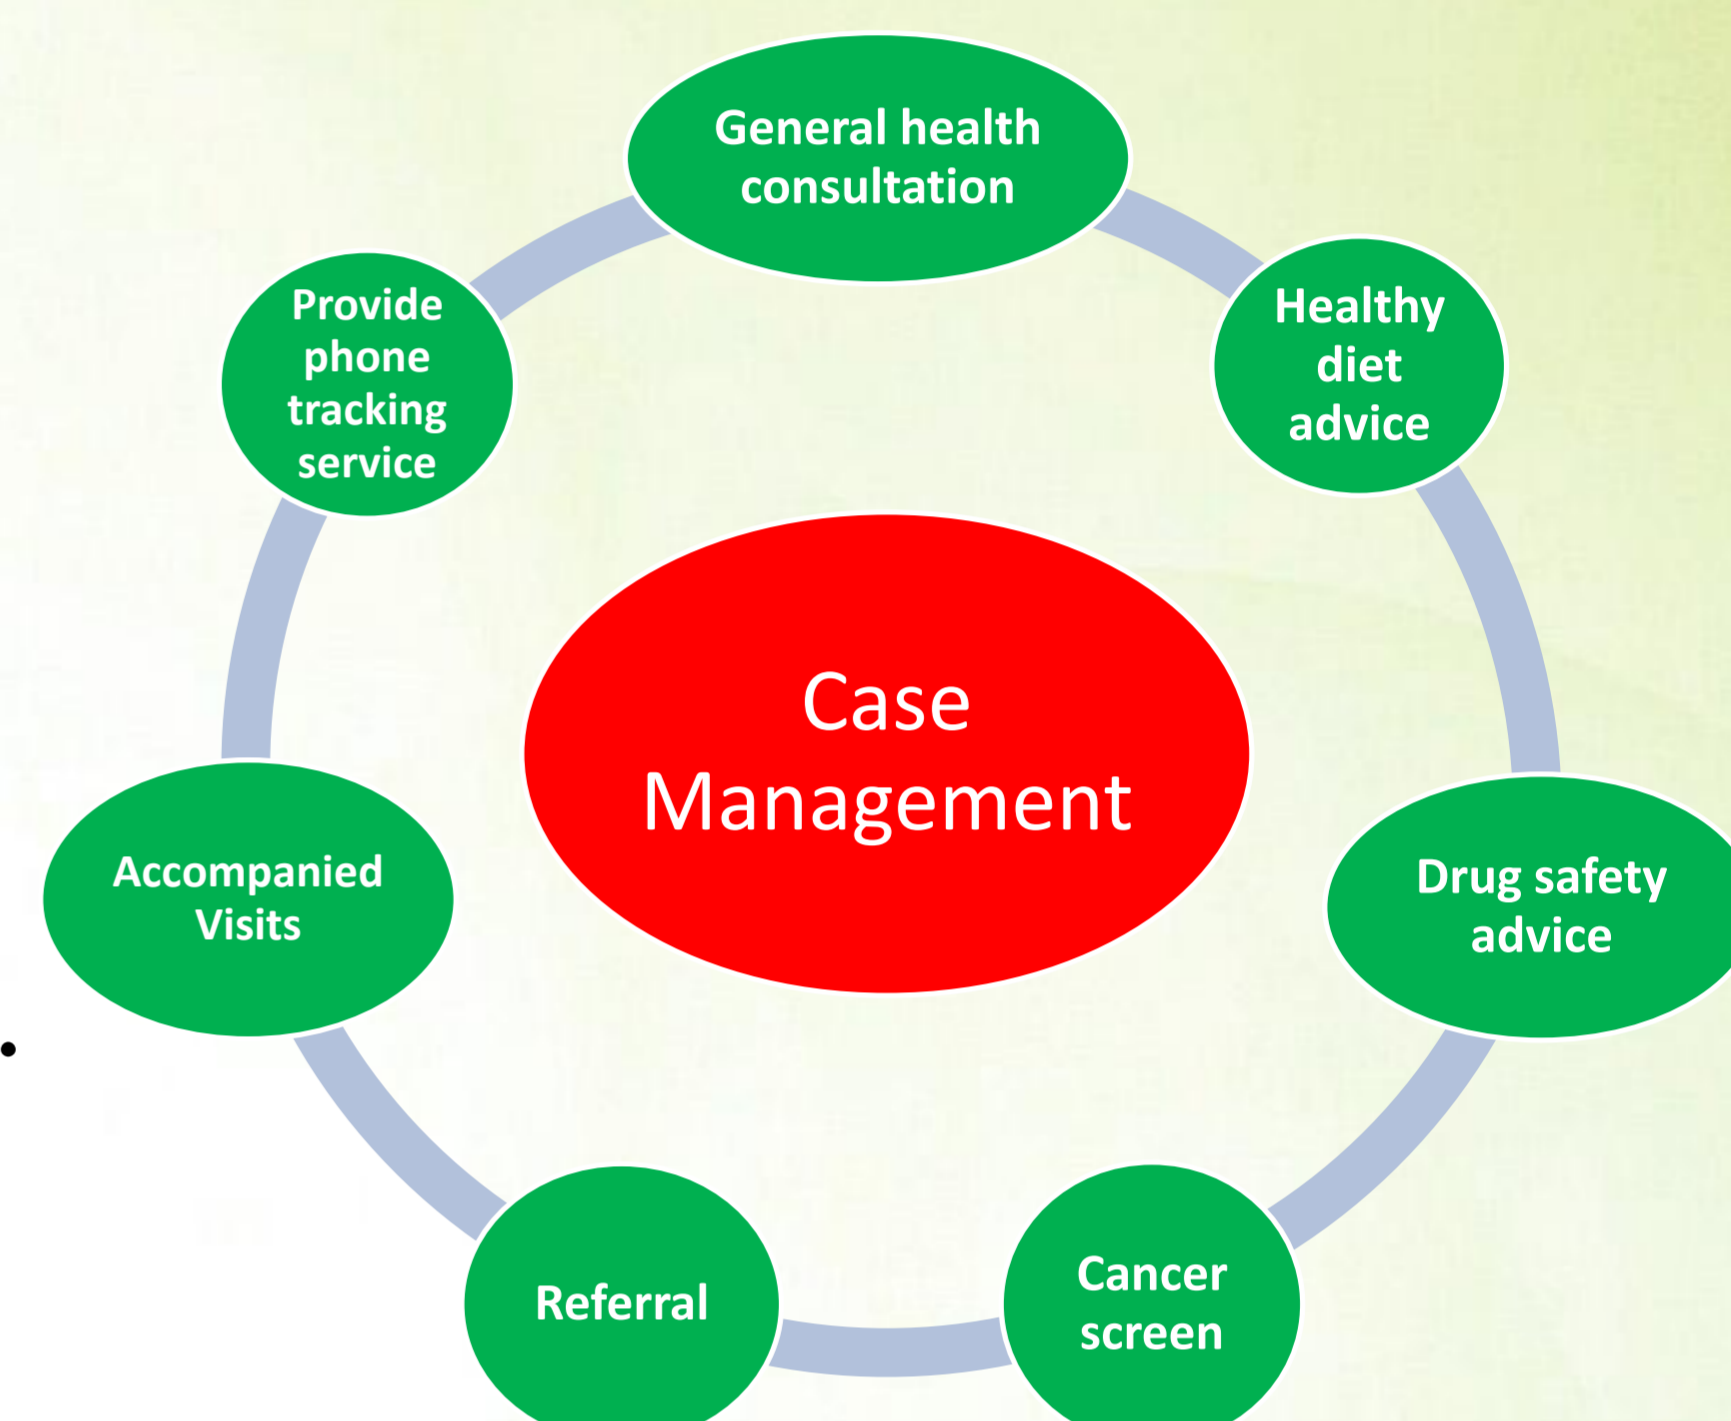 General health
consultation
Healthy
diet
advice
Drug safety
advice
Cancer
screen
Referral
Accompanied
Visits
Provide
phone
tracking
service
Case
Management
•